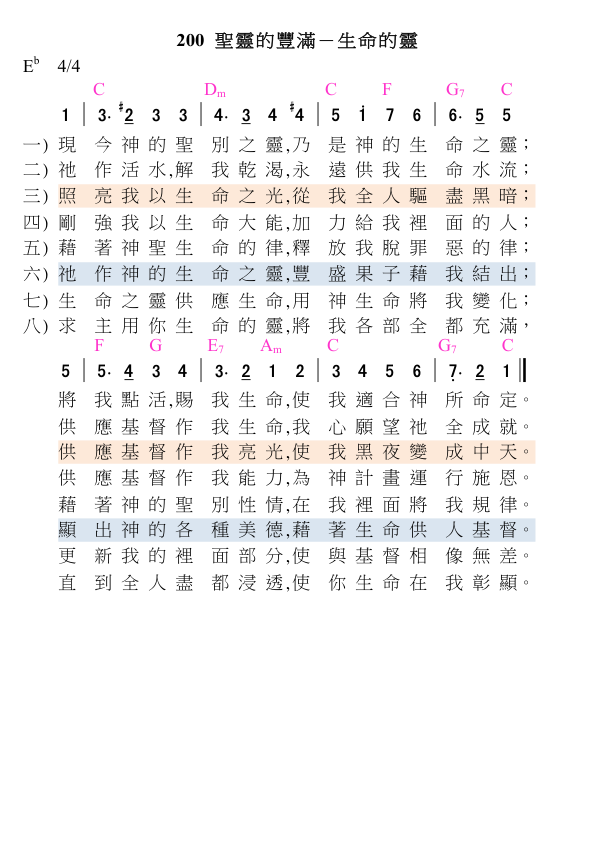 200 聖靈的豐滿－生命的靈
E♭ 4/4
C Dm C F G7 C
1 | 3· #2 3 3 | 4· 3 4 #4 | 5 i 7 6 | 6· 5 5
一) 現 今 神 的 聖 別 之 靈,乃 是 神 的 生 命 之 靈；
二) 祂 作 活 水,解 我 乾 渴,永 遠 供 我 生 命 水 流；
三) 照 亮 我 以 生 命 之 光,從 我 全 人 驅 盡 黑 暗；
四) 剛 強 我 以 生 命 大 能,加 力 給 我 裡 面 的 人；
五) 藉 著 神 聖 生 命 的 律,釋 放 我 脫 罪 惡 的 律；
六) 祂 作 神 的 生 命 之 靈,豐 盛 果 子 藉 我 結 出；
七) 生 命 之 靈 供 應 生 命,用 神 生 命 將 我 變 化；
八) 求 主 用 你 生 命 的 靈,將 我 各 部 全 都 充 滿，
F G E7 Am C G7 C
5 | 5· 4 3 4 | 3· 2 1 2 | 3 4 5 6 | 7· 2 1 ‖
將 我 點 活,賜 我 生 命,使 我 適 合 神 所 命 定。
供 應 基 督 作 我 生 命,我 心 願 望 祂 全 成 就。
供 應 基 督 作 我 亮 光,使 我 黑 夜 變 成 中 天。
供 應 基 督 作 我 能 力,為 神 計 畫 運 行 施 恩。
藉 著 神 的 聖 別 性 情,在 我 裡 面 將 我 規 律。
顯 出 神 的 各 種 美 德,藉 著 生 命 供 人 基 督。
更 新 我 的 裡 面 部 分,使 與 基 督 相 像 無 差。
直 到 全 人 盡 都 浸 透,使 你 生 命 在 我 彰 顯。